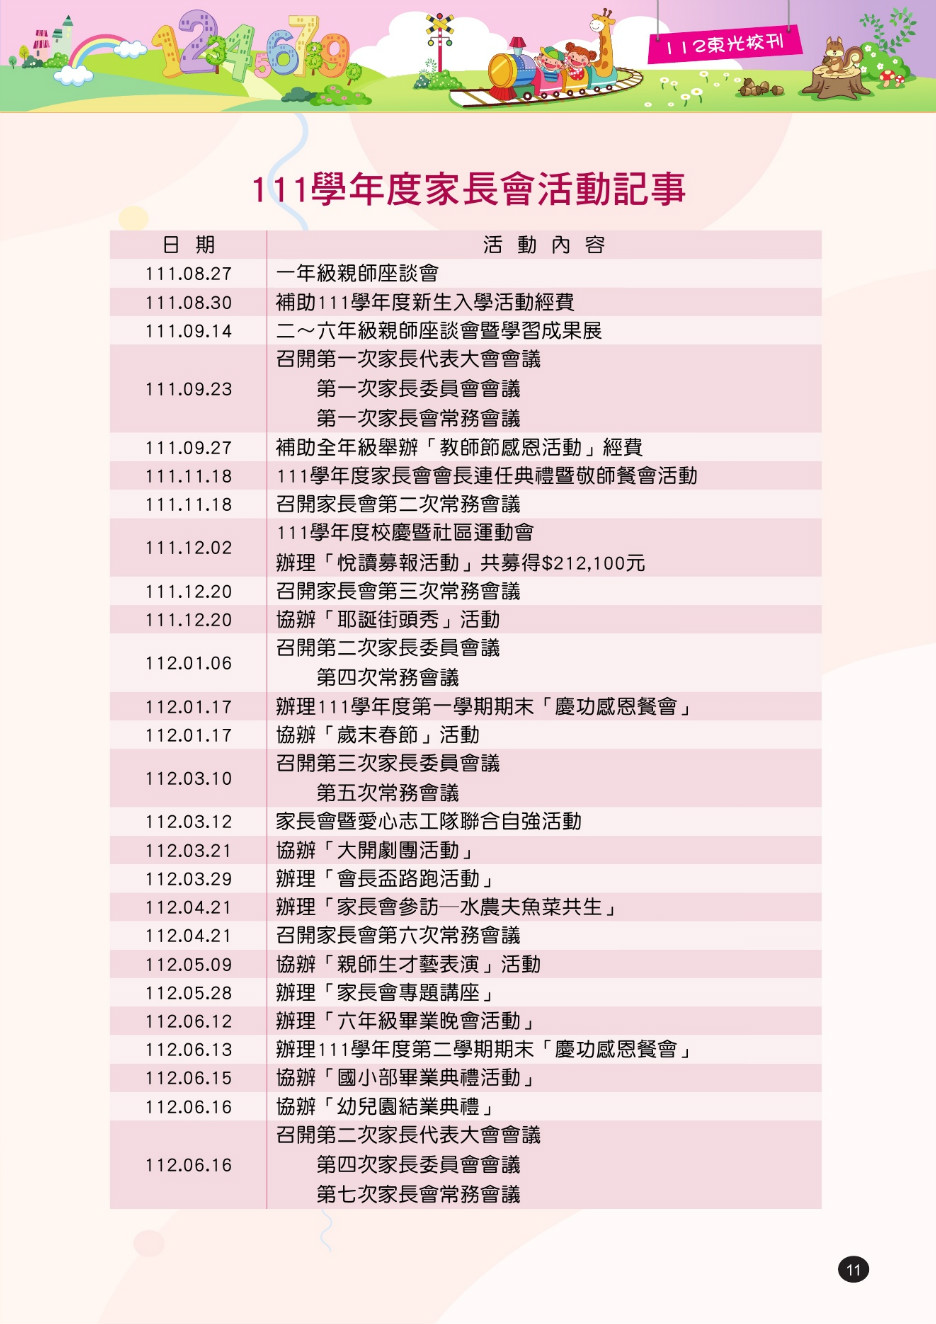 112東光校刊
111學年度家長會活動記事
日 期 活 動 內 容
111.08.27 一年級親師座談會
111.08.30 補助111學年度新生入學活動經費
111.09.14 二～六年級親師座談會暨學習成果展
召開第一次家長代表大會會議
111.09.23 第一次家長委員會會議
第一次家長會常務會議
111.09.27 補助全年級舉辦「教師節感恩活動」經費
111.11.18 111學年度家長會會長連任典禮暨敬師餐會活動
111.11.18 召開家長會第二次常務會議
111.12.02 111學年度校慶暨社區運動會
辦理「悅讀募報活動」共募得$212,100元
111.12.20 召開家長會第三次常務會議
111.12.20 協辦「耶誕街頭秀」活動
112.01.06 召開第二次家長委員會議
第四次常務會議
112.01.17 辦理111學年度第一學期期末「慶功感恩餐會」
112.01.17 協辦「歲末春節」活動
112.03.10 召開第三次家長委員會議
第五次常務會議
112.03.12 家長會暨愛心志工隊聯合自強活動
112.03.21 協辦「大開劇團活動」
112.03.29 辦理「會長盃路跑活動」
112.04.21 辦理「家長會參訪─水農夫魚菜共生」
112.04.21 召開家長會第六次常務會議
112.05.09 協辦「親師生才藝表演」活動
112.05.28 辦理「家長會專題講座」
112.06.12 辦理「六年級畢業晚會活動」
112.06.13 辦理111學年度第二學期期末「慶功感恩餐會」
112.06.15 協辦「國小部畢業典禮活動」
112.06.16 協辦「幼兒園結業典禮」
召開第二次家長代表大會會議
112.06.16 第四次家長委員會會議
第七次家長會常務會議
11